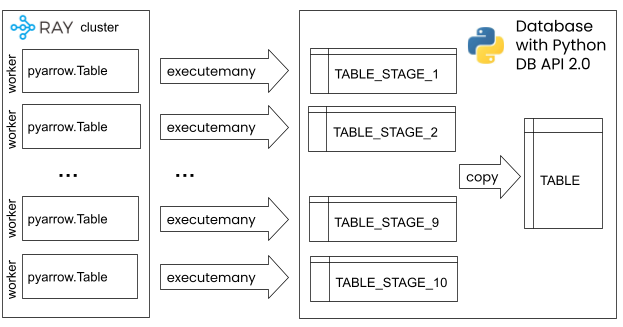 RAY cluster
Database
with Python
DB API 2.0
worker
pyarrow.Table
executemany
TABLE_STAGE_1
worker
pyarrow.Table
executemany
TABLE_STAGE_2
...
...
copy
TABLE
worker
pyarrow.Table
executemany
TABLE_STAGE_9
worker
pyarrow.Table
executemany
TABLE_STAGE_10